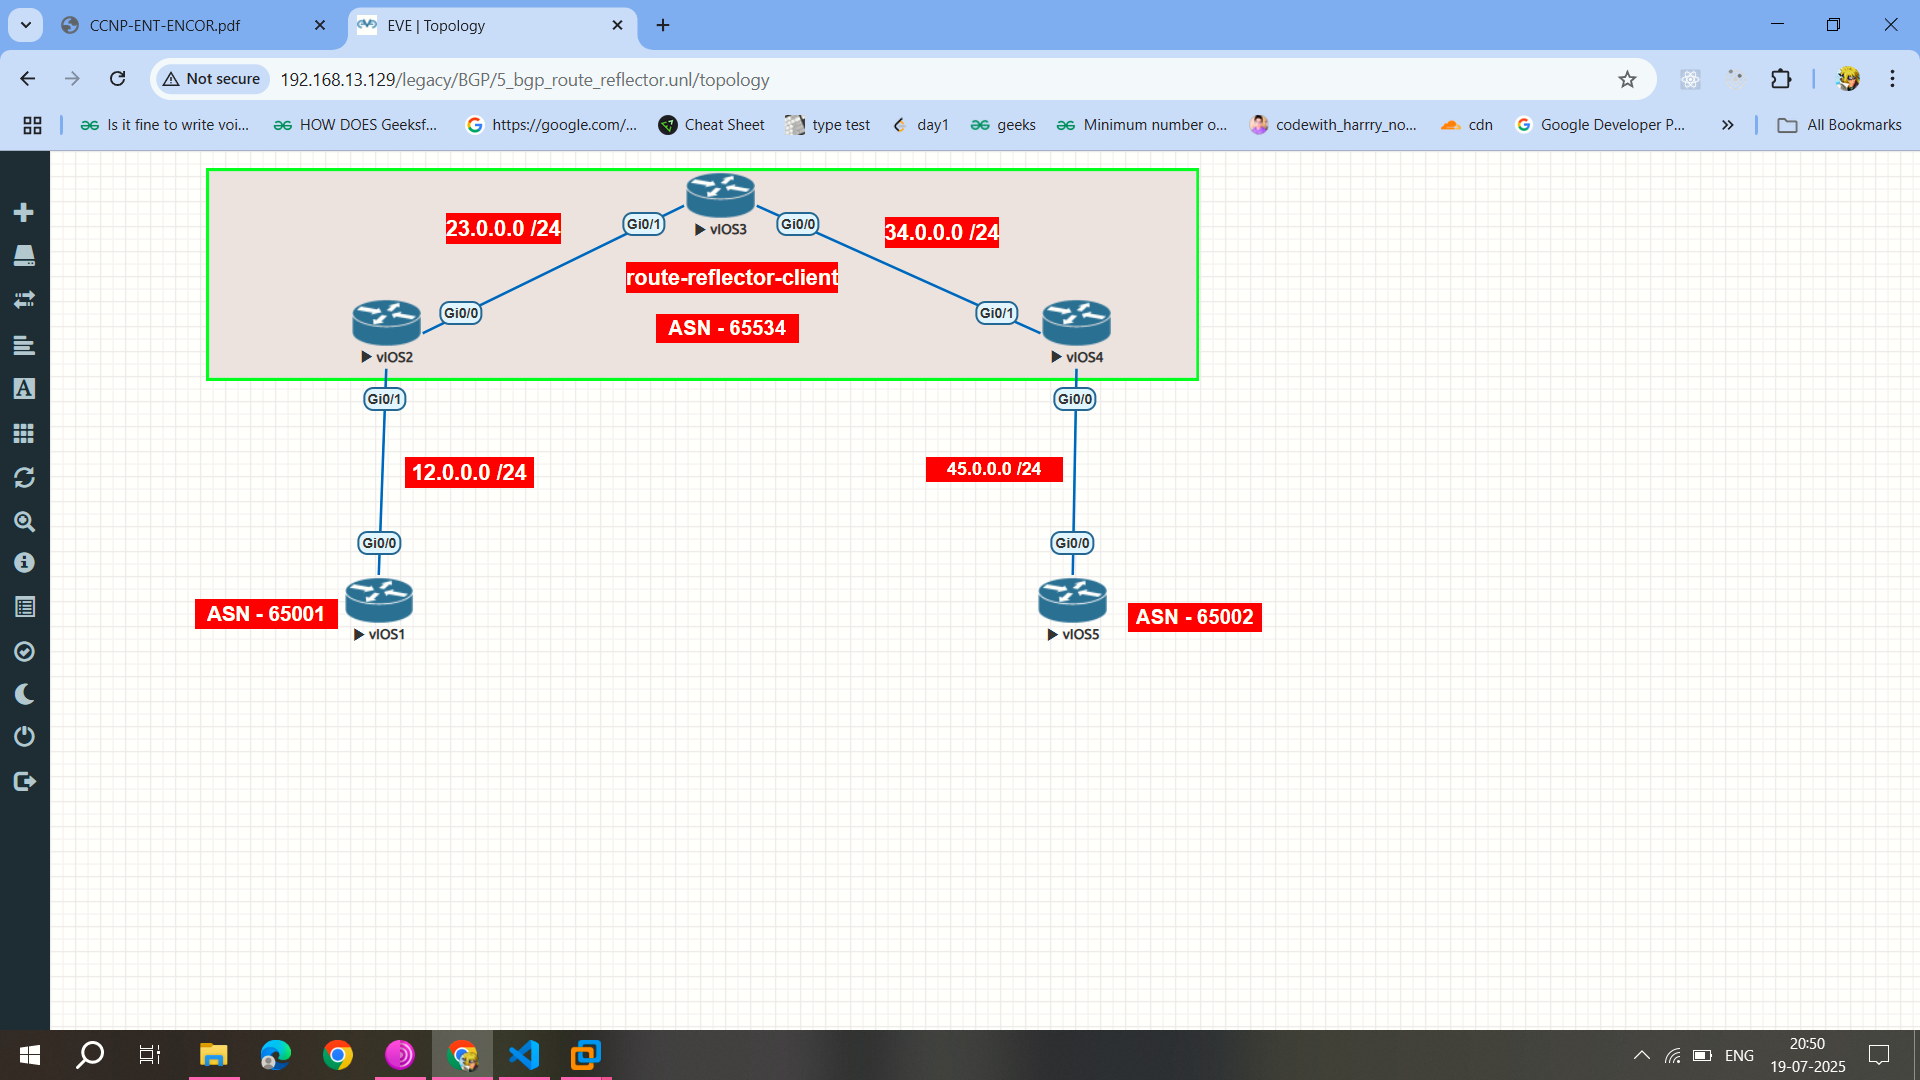 CCNP-ENT-ENCOR.pdf
EVE | Topology
Not secure
192.168.13.129/legacy/BGP/5_bgp_route_reflector.unl/topology
Is it fine to write voi...
HOW DOES Geeksf...
https://google.com/...
Cheat Sheet
type test
day1
geeks
Minimum number o...
codewith_harrry_no...
cdn
Google Developer P...
All Bookmarks
23.0.0.0 /24
Gi0/1
vIOS3
Gi0/0
34.0.0.0 /24
route-reflector-client
Gi0/0
ASN - 65534
Gi0/1
vIOS2
vIOS4
Gi0/1
Gi0/0
12.0.0.0 /24
45.0.0.0 /24
Gi0/0
Gi0/0
ASN - 65001
vIOS1
vIOS5
ASN - 65002
ENG
20:50
19-07-2025